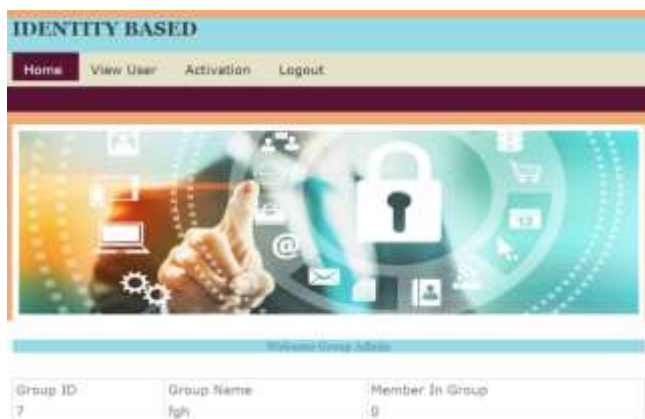 IDENTITY BASED
Home View User Activation Logout
@
12
Welcome Group Admin
Group ID Group Name Member In Group
7 fgh 0